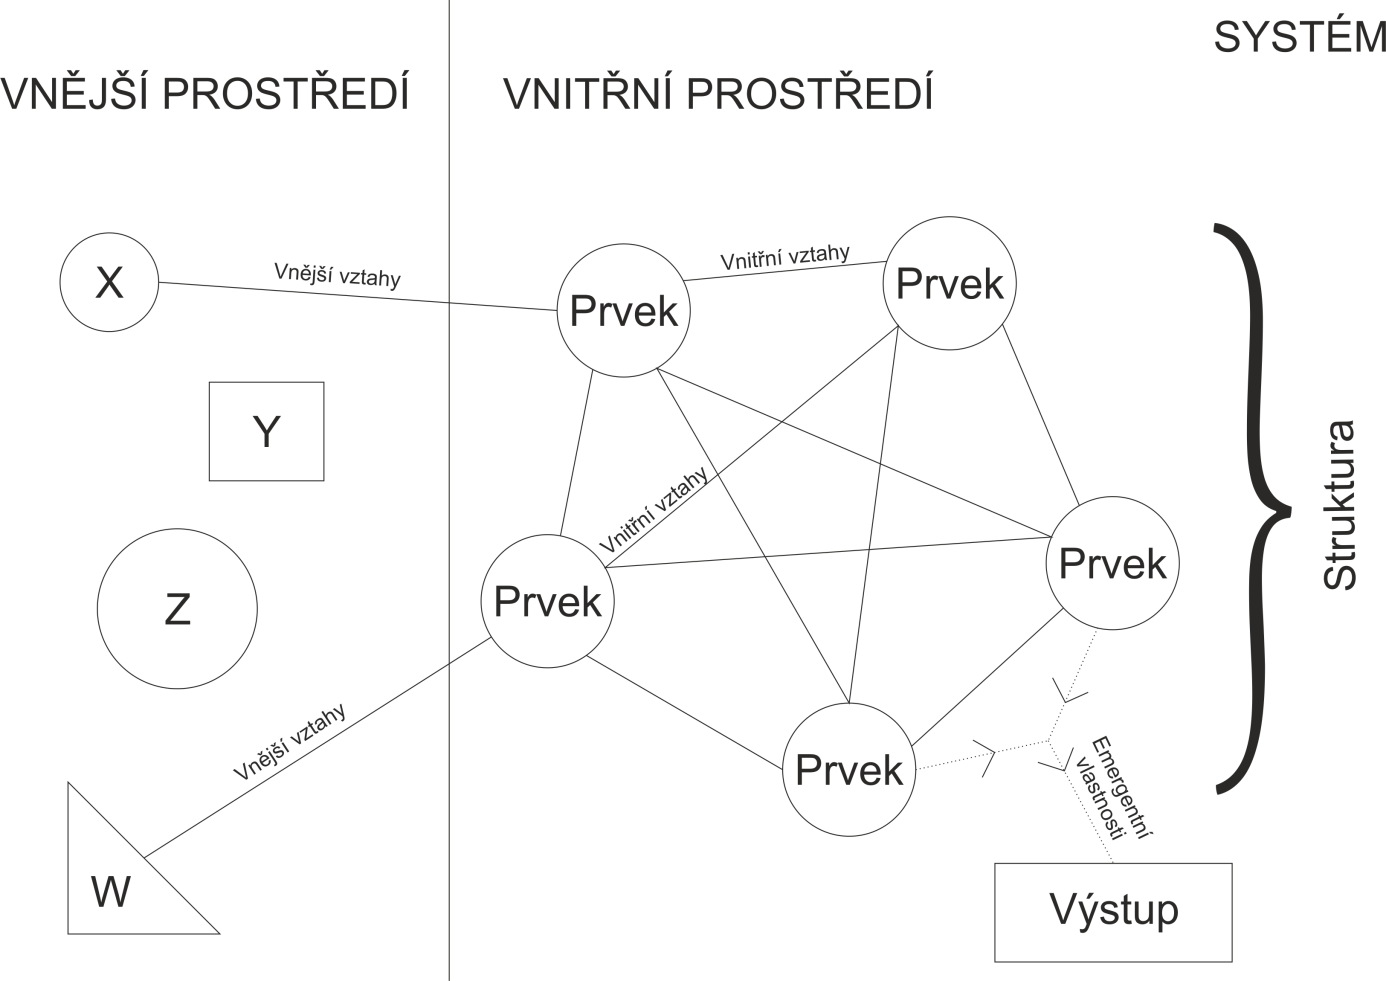 SYSTÉM
VNĚJŠÍ PROSTŘEDÍ
VNITŘNÍ PROSTŘEDÍ
X
Vnější vztahy
Prvek
Vnitřní vztahy
Prvek
Y
Vnitřní vztahy
Struktura
Z
Prvek
Prvek
Vnější vztahy
Prvek
Emergentní
vlastnosti
W
Výstup